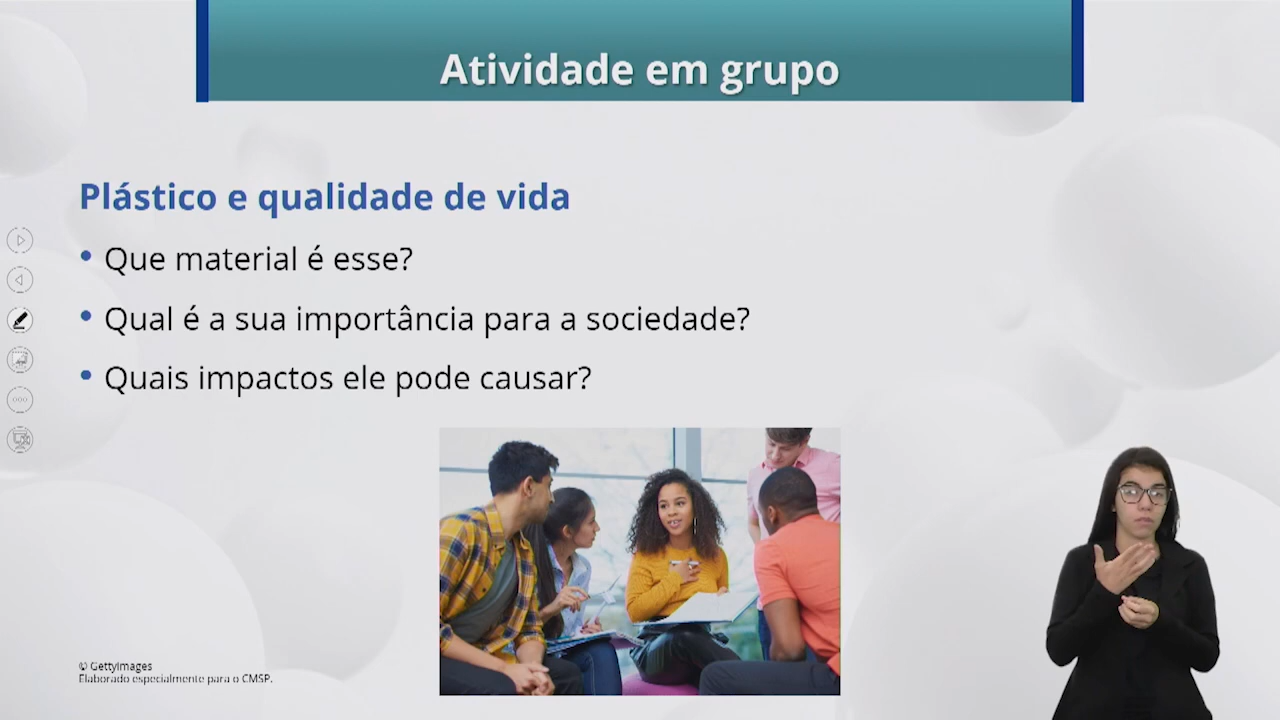 Atividade em grupo
Plástico e qualidade de vida
• Que material é esse?
• Qual é a sua importância para a sociedade?
• Quais impactos ele pode causar?
© GettyImages
Elaborado especialmente para o CMSP.